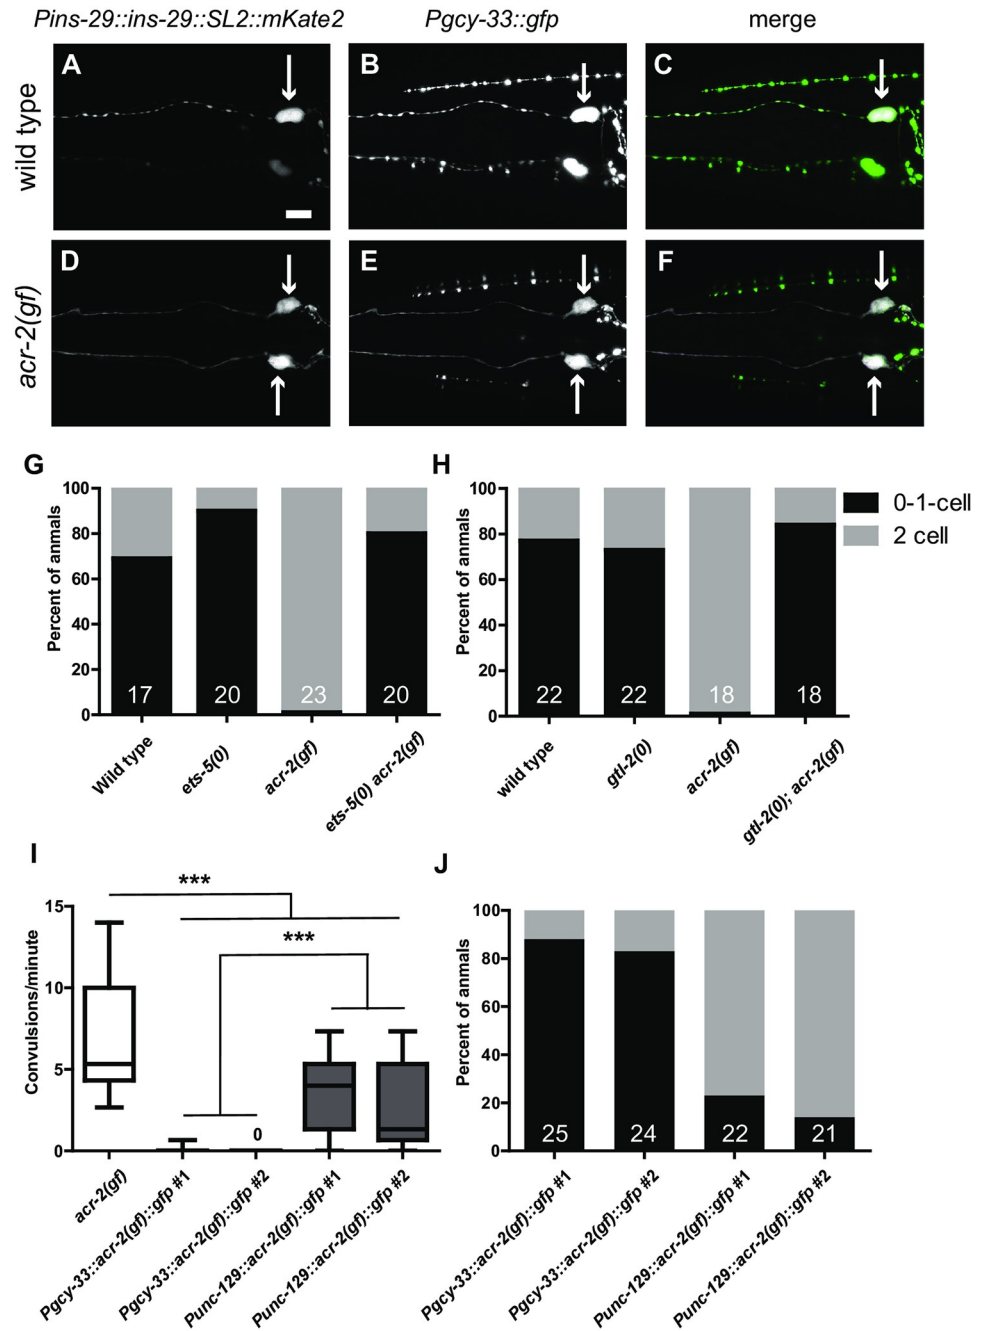 Pins-29::ins-29::SL2::mKate2
Pgcy-33::gfp
merge
wild type
A
B
C
acr-2(gf)
D
E
F
G
Percent of anmals
100
80
60
40
20
0
17
20
23
20
Wild type
ets-5(0)
acr-2(gf)
ets-5(0) acr-2(gf)
H
Percent of anmals
100
80
60
40
20
0
22
22
18
18
wild type
gtl-2(0)
acr-2(gf)
gtl-2(0); acr-2(gf)
0-1-cell
2 cell
I
Convulsions/minute
15
10
5
0
***
***
0
acr-2(gf)
Pgcy-33::acr-2(gf)::gfp #1
Pgcy-33::acr-2(gf)::gfp #2
Punc-129::acr-2(gf)::gfp #1
Punc-129::acr-2(gf)::gfp #2
J
Percent of anmals
100
80
60
40
20
0
25
24
22
21
Pgcy-33::acr-2(gf)::gfp #1
Pgcy-33::acr-2(gf)::gfp #2
Punc-129::acr-2(gf)::gfp #1
Punc-129::acr-2(gf)::gfp #2